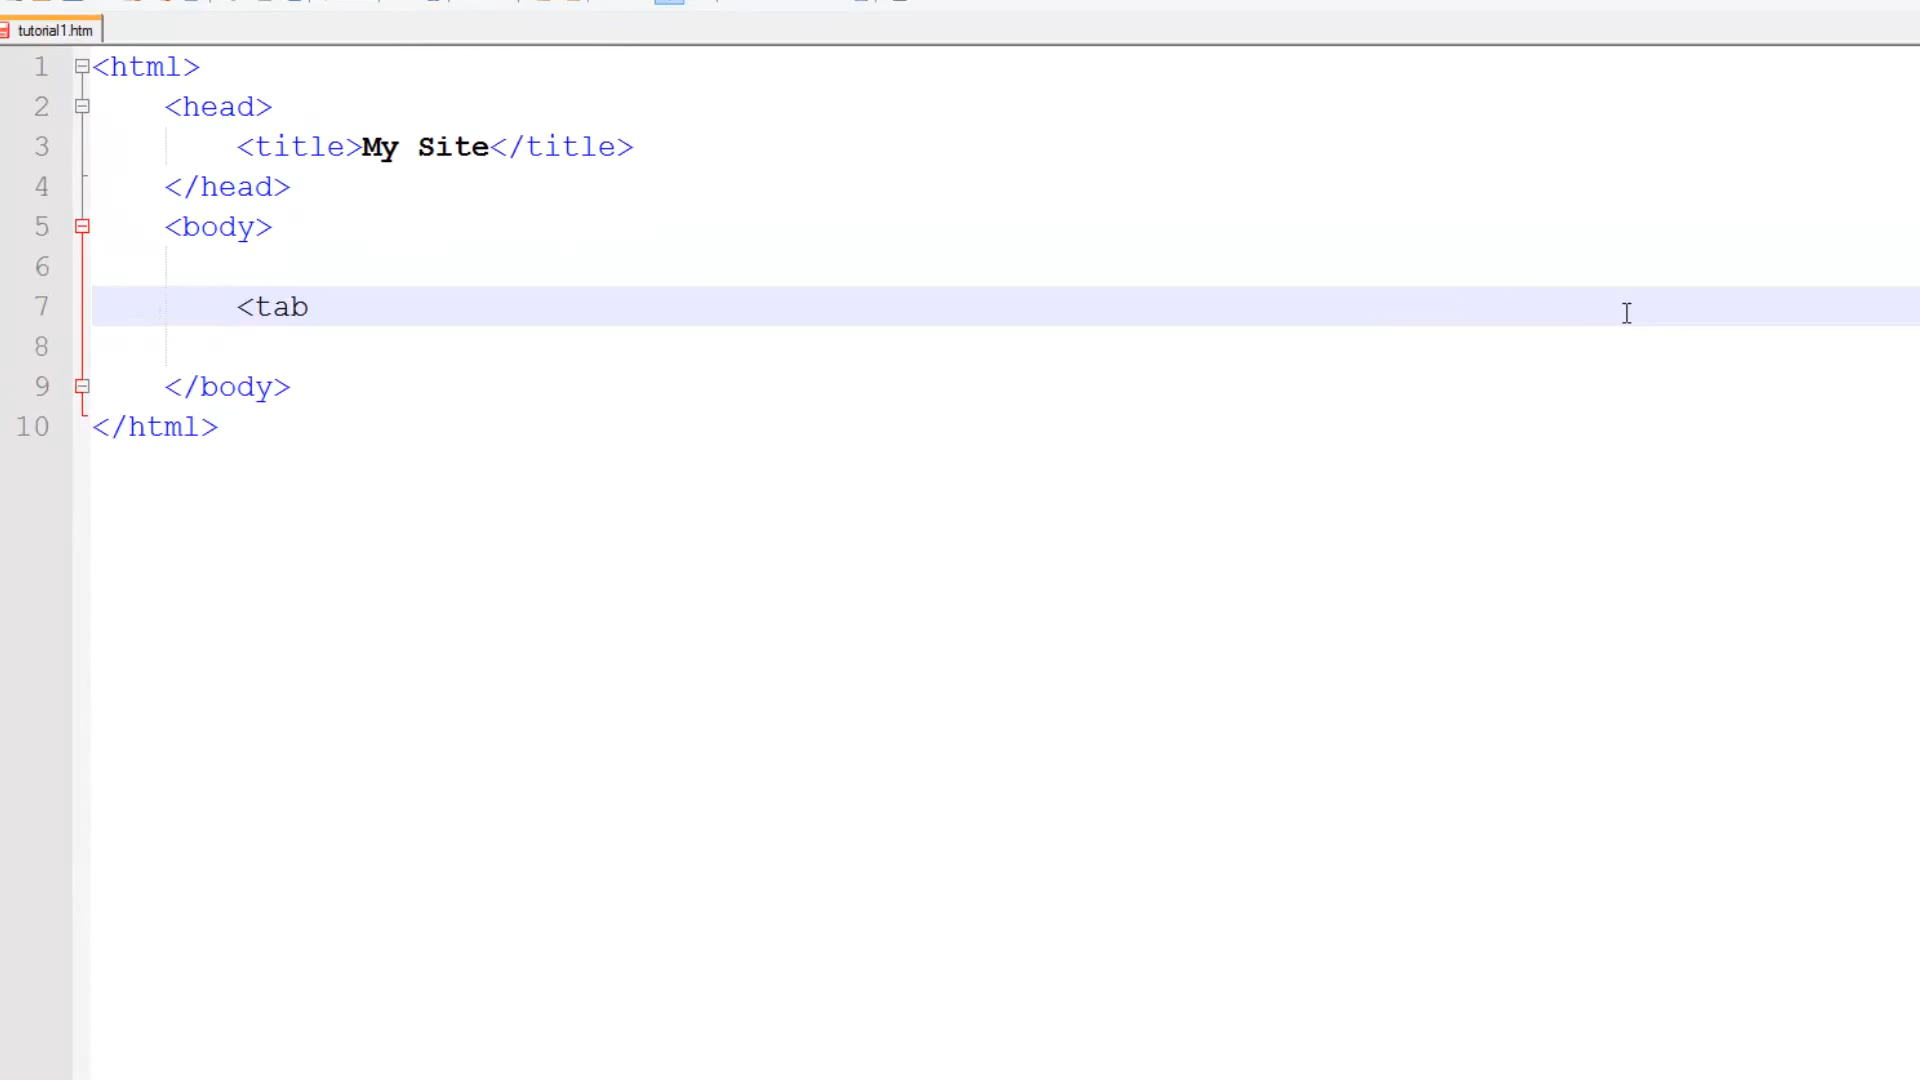 tutorial1.htm
1 <html>
2 <head>
3 <title>My Site</title>
4 </head>
5 <body>
6
7 <tab
8
9 </body>
10 </html>